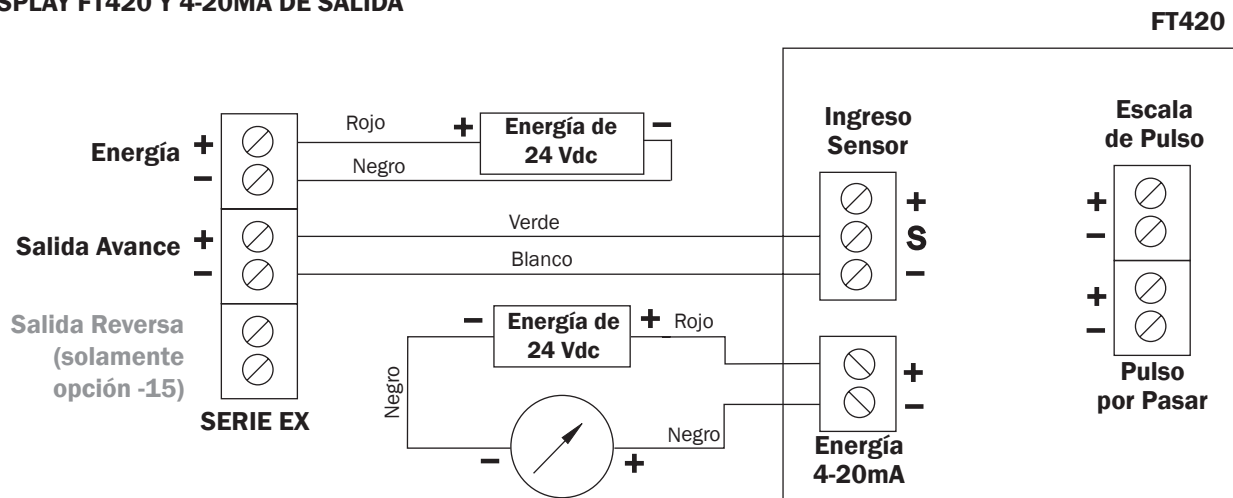 SPLAY FT420 Y 4-20MA DE SALIDA
FT420
Energía + −
Rojo
+ Energía de −
24 Vdc
Negro
Ingreso
Sensor
Escala
de Pulso
Salida Avance + −
Verde
Blanco
+
S
−
+
−
+
−
Salida Reversa
(solamente
opción -15)
SERIE EX
− Energía de + Rojo
24 Vdc
Negro
− +
Negro
+
−
Energía
4-20mA
Pulso
por Pasar